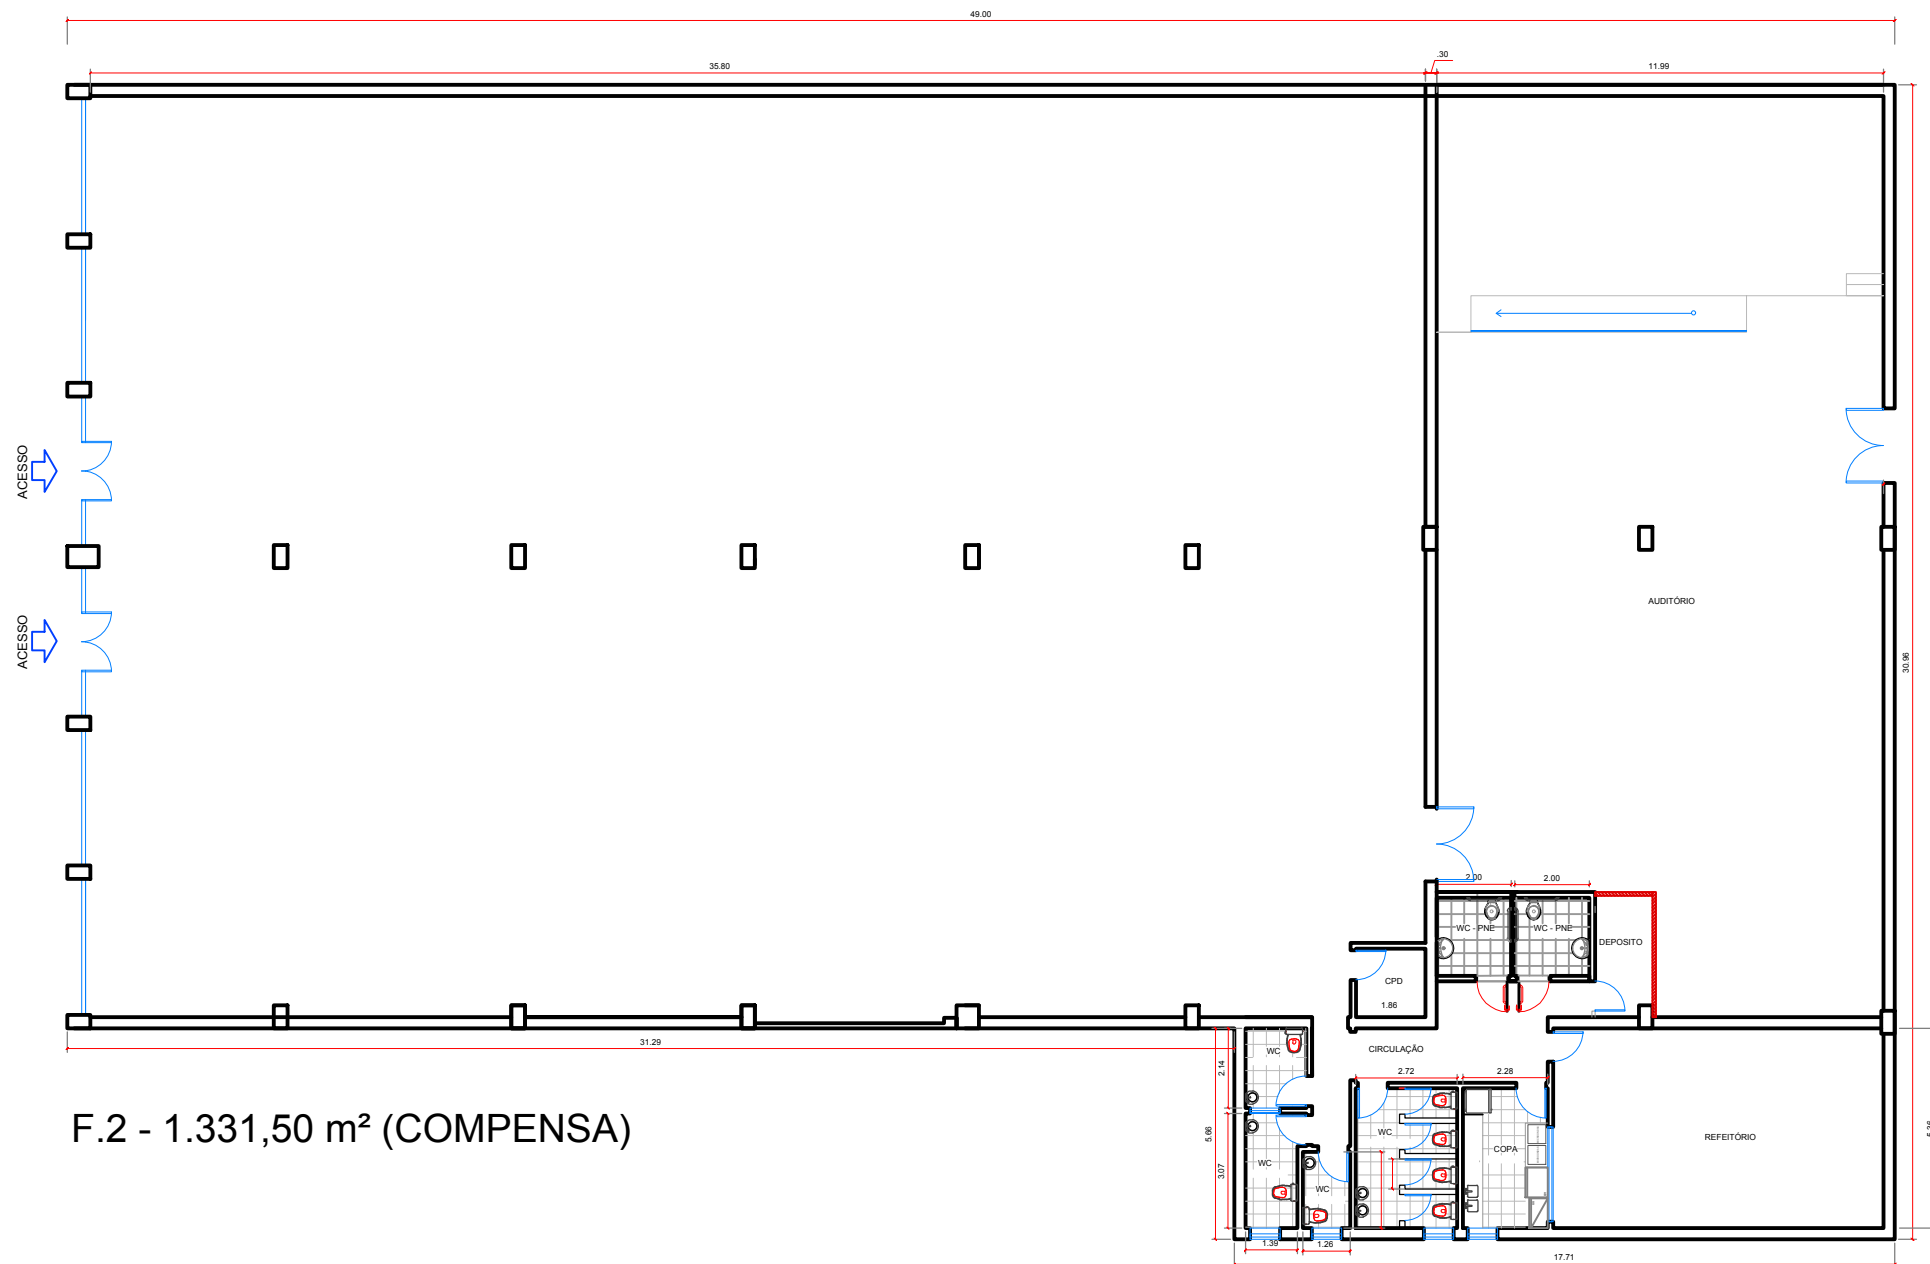 49.00
35.80
.30
11.99
ACESSO
ACESSO
AUDITÓRIO
30.96
2.00
2.00
WC - PNE
WC - PNE
DEPOSITO
CPD
1.86
31.29
CIRCULAÇÃO
WC
2.14
2.72
2.28
F.2 - 1.331,50 m² (COMPENSA)
5.66
WC
COPA
REFEITÓRIO
WC
3.07
WC
1.39
1.26
17.71